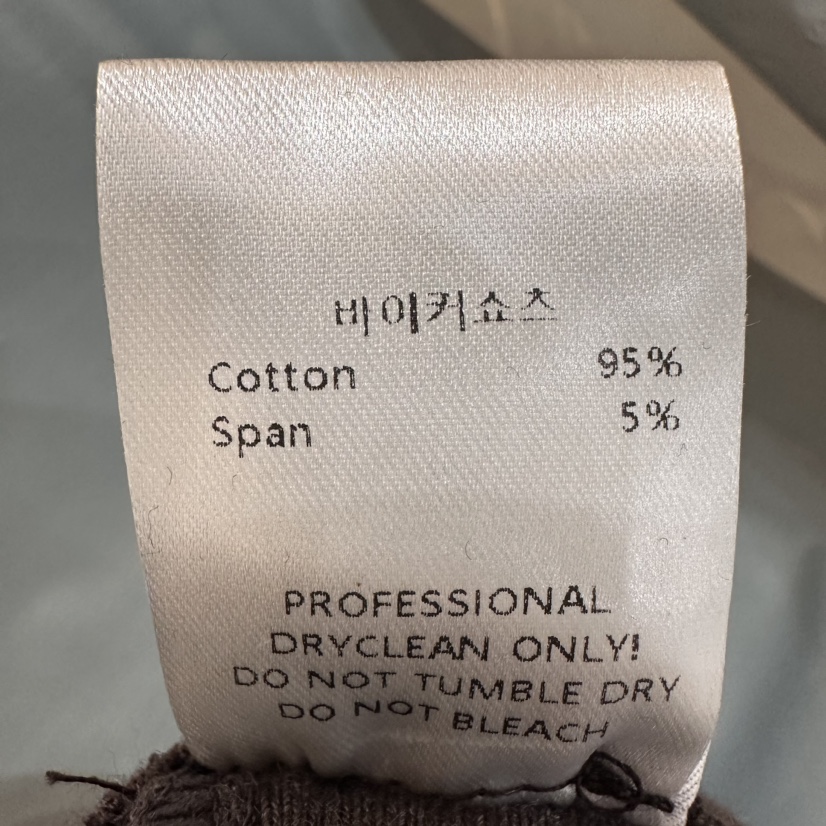 바이커쇼츠
Cotton 95%
Span 5%
PROFESSIONAL
DRYCLEAN ONLY!
DO NOT TUMBLE DRY
DO NOT BLEACH